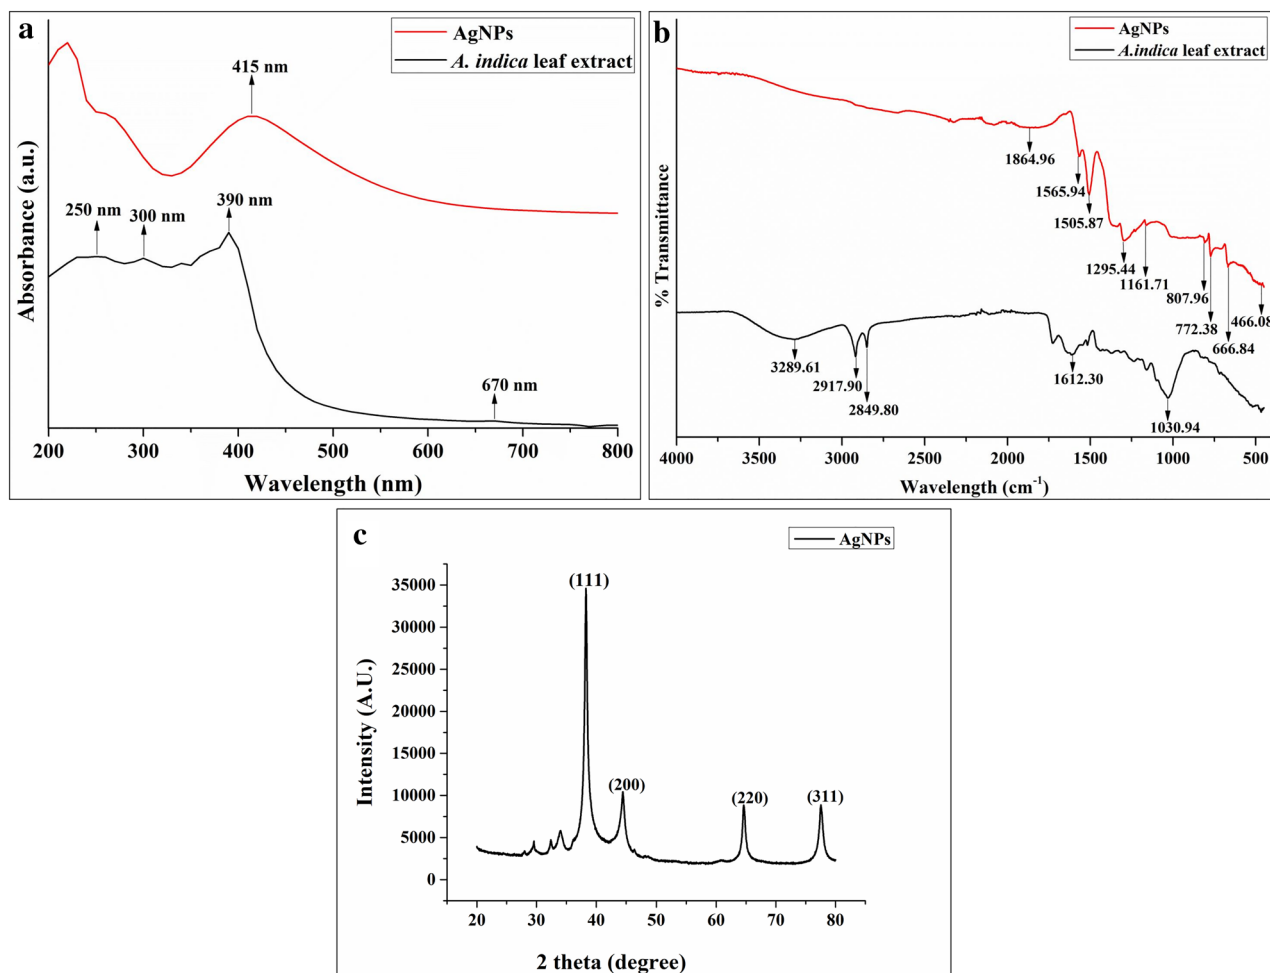 a
AgNPs
A. indica leaf extract
415 nm
250 nm
300 nm
390 nm
670 nm
Absorbance (a.u.)
200
300
400
500
600
700
800
Wavelength (nm)
b
AgNPs
A.indica leaf extract
1864.96
1565.94
1505.87
1295.44
1161.71
807.96
772.38
666.84
466.08
3289.61
2917.90
2849.80
1612.30
1030.94
% Transmittance
4000
3500
3000
2500
2000
1500
1000
500
Wavelength (cm-1)
c
AgNPs
(111)
(200)
(220)
(311)
Intensity (A.U.)
35000
30000
25000
20000
15000
10000
5000
0
20
30
40
50
60
70
80
2 theta (degree)